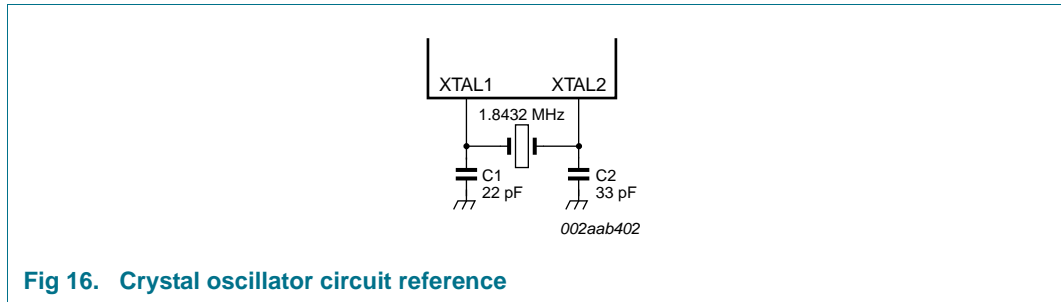 XTAL1 XTAL2
1.8432 MHz
C1 C2
22 pF 33 pF
002aab402
Fig 16. Crystal oscillator circuit reference